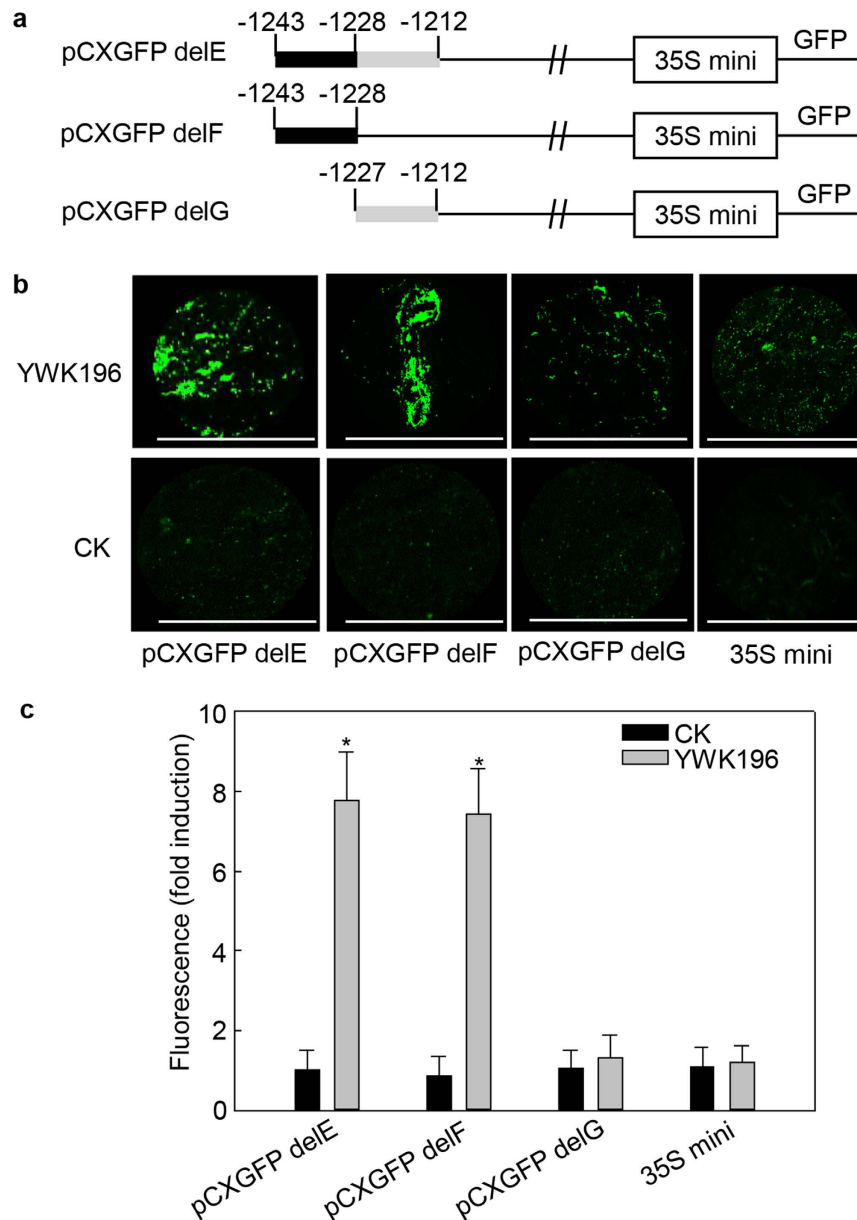 a
-1243 -1228 -1212
pCXGFP delE
35S mini
GFP
-1243 -1228
pCXGFP delF
35S mini
GFP
-1227 -1212
pCXGFP delG
35S mini
GFP
b
YWK196
CK
pCXGFP delE pCXGFP delF pCXGFP delG 35S mini
c
Fluorescence (fold induction)
10
8
6
4
2
0
* *
CK
YWK196
pCXGFP delE
pCXGFP delF
pCXGFP delG
35S mini